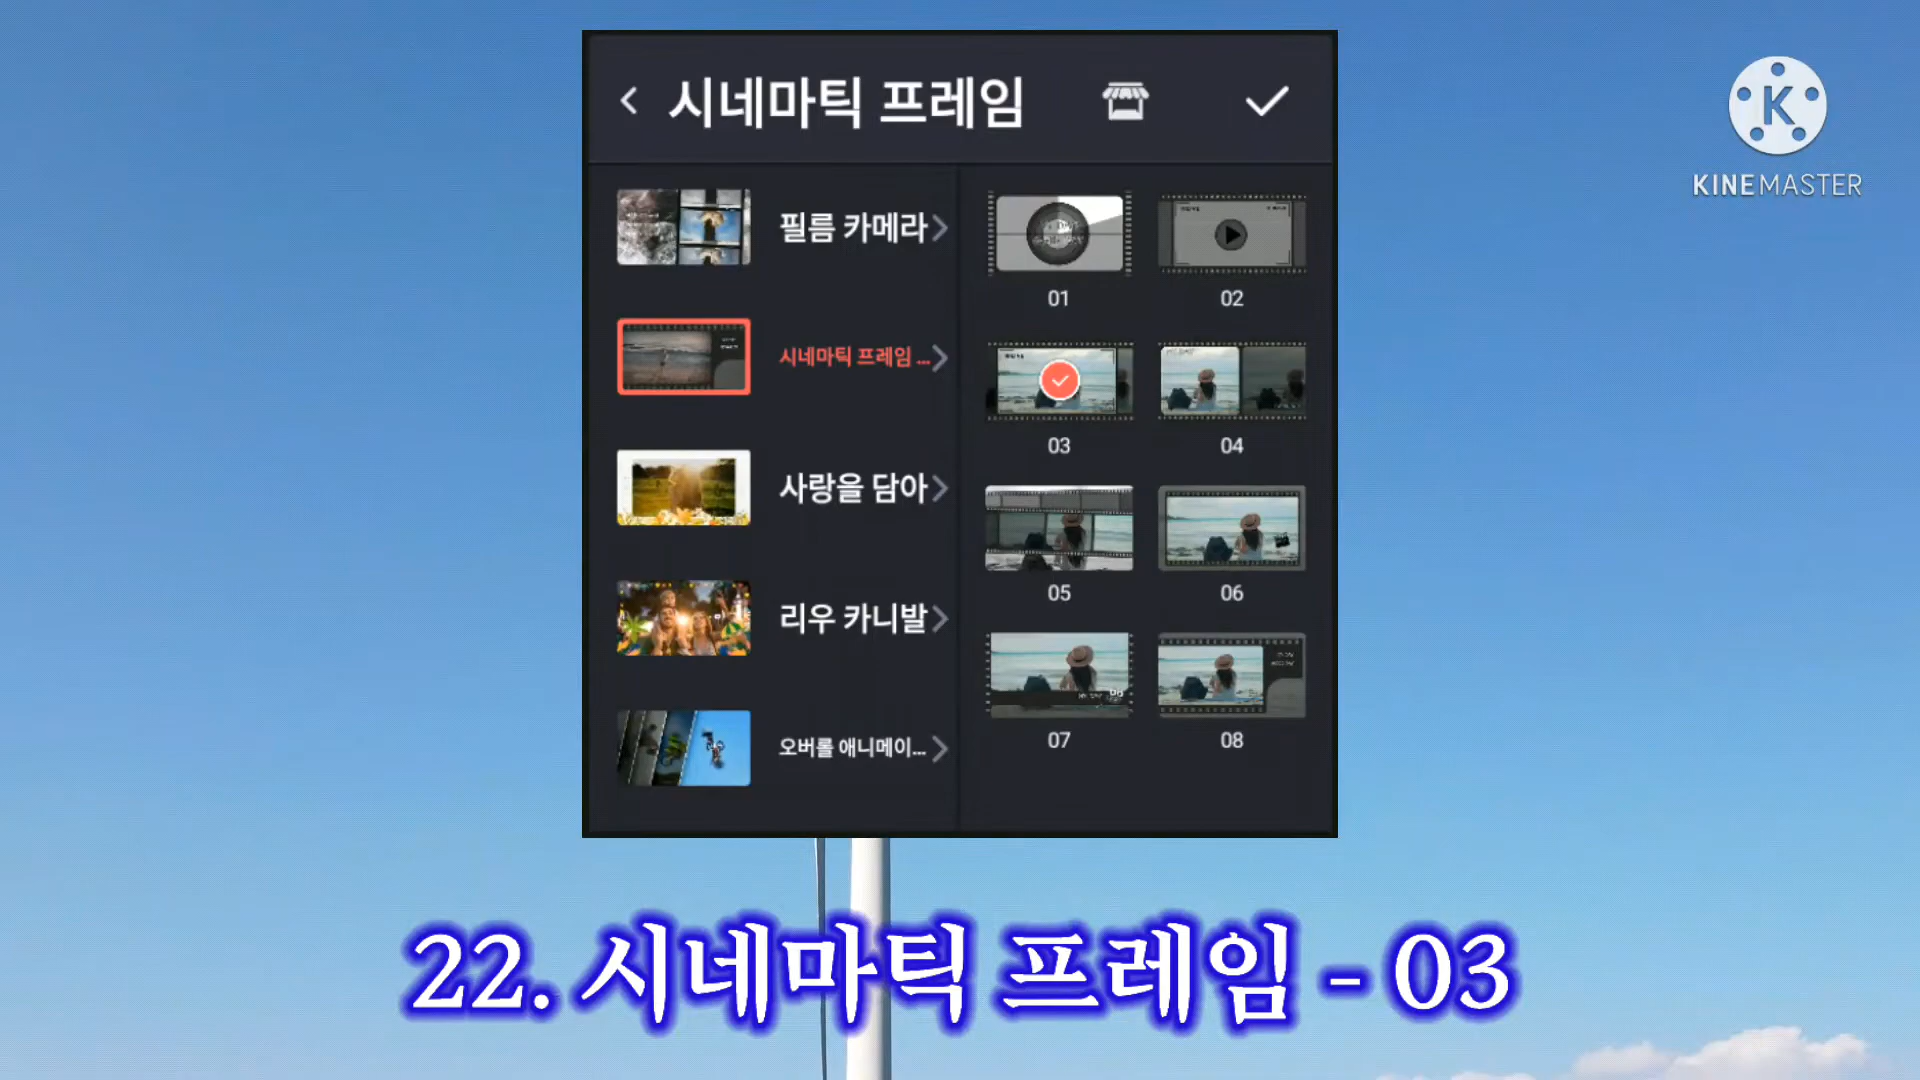 시네마틱 프레임
필름 카메라
시네마틱 프레임 ...
사랑을 담아
리우 카니발
오버롤 애니메이...
01
02
03
04
05
06
07
08
K
KINEMASTER
22. 시네마틱 프레임 - 03